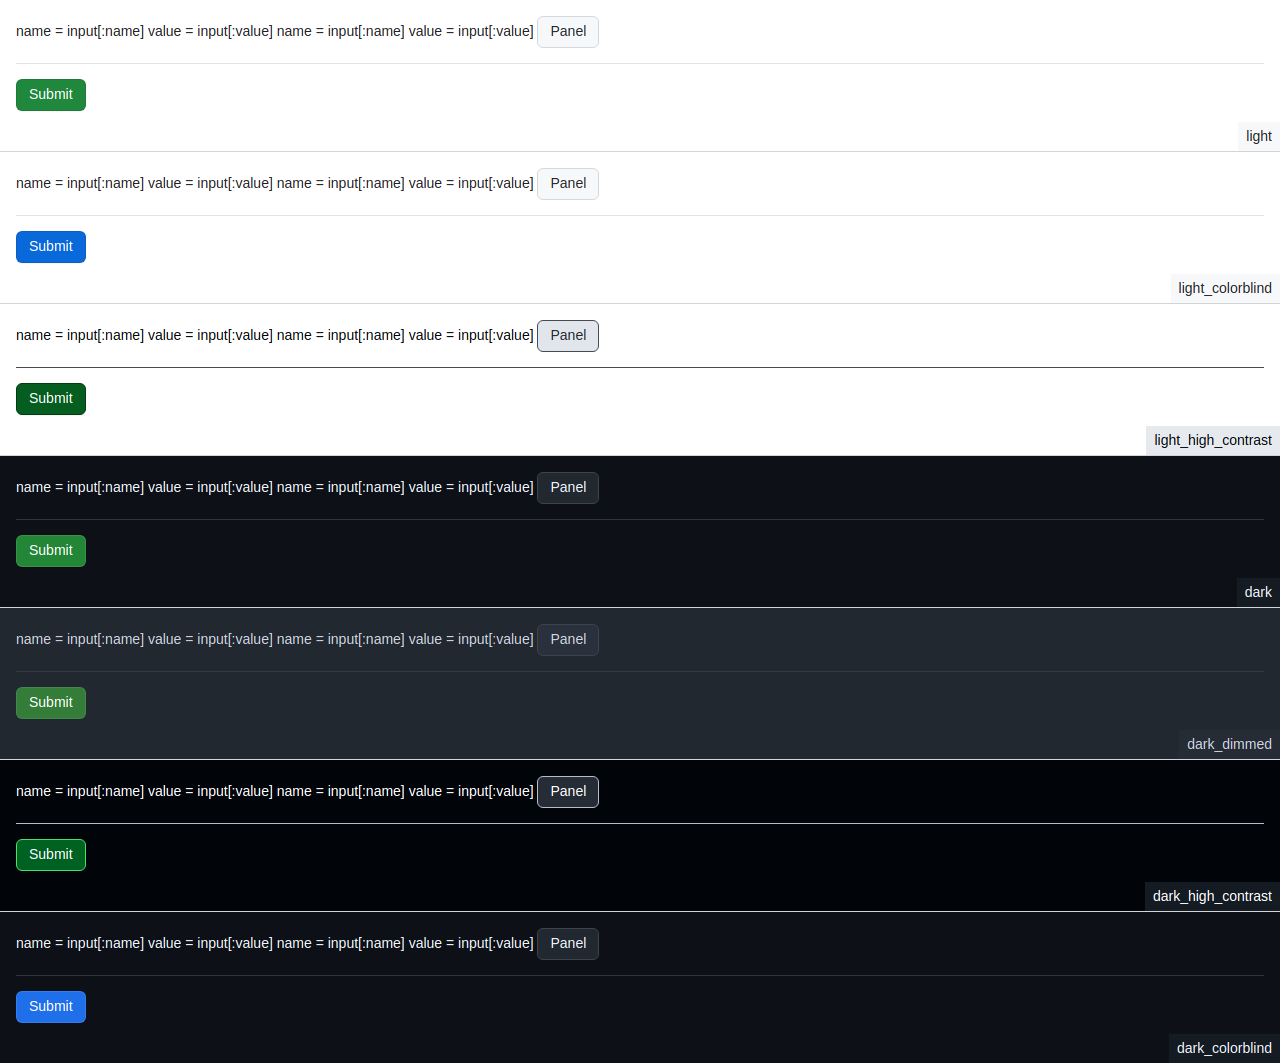 name = input[:name] value = input[:value] name = input[:name] value = input[:value] Panel
Submit
light
name = input[:name] value = input[:value] name = input[:name] value = input[:value] Panel
Submit
light_colorblind
name = input[:name] value = input[:value] name = input[:name] value = input[:value] Panel
Submit
light_high_contrast
name = input[:name] value = input[:value] name = input[:name] value = input[:value] Panel
Submit
dark
name = input[:name] value = input[:value] name = input[:name] value = input[:value] Panel
Submit
dark_dimmed
name = input[:name] value = input[:value] name = input[:name] value = input[:value] Panel
Submit
dark_high_contrast
name = input[:name] value = input[:value] name = input[:name] value = input[:value] Panel
Submit
dark_colorblind